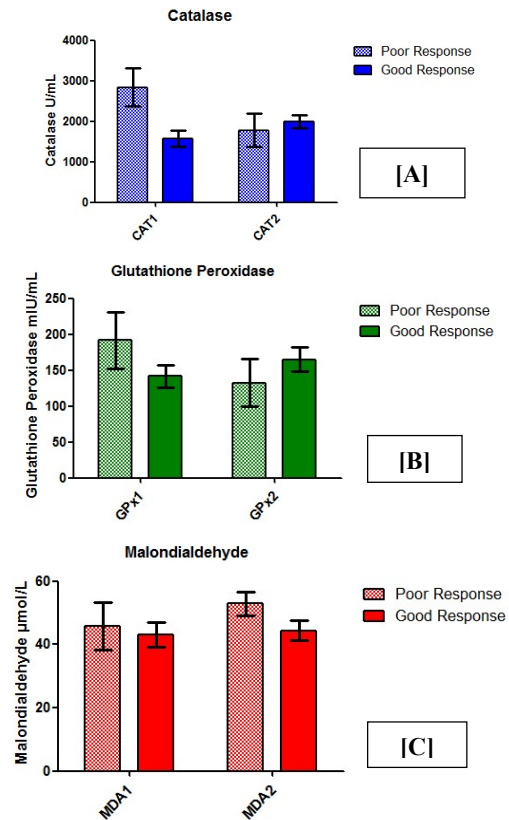 Catalase
Catalase U/mL
4000
3000
2000
1000
0
CAT1
CAT2
Poor Response
Good Response
[A]
Glutathione Peroxidase
Glutathione Peroxidase mIU/mL
250
200
150
100
50
0
GPx1
GPx2
Poor Response
Good Response
[B]
Malondialdehyde
Malondialdehyde µmol/L
60
40
20
0
MDA1
MDA2
Poor Response
Good Response
[C]